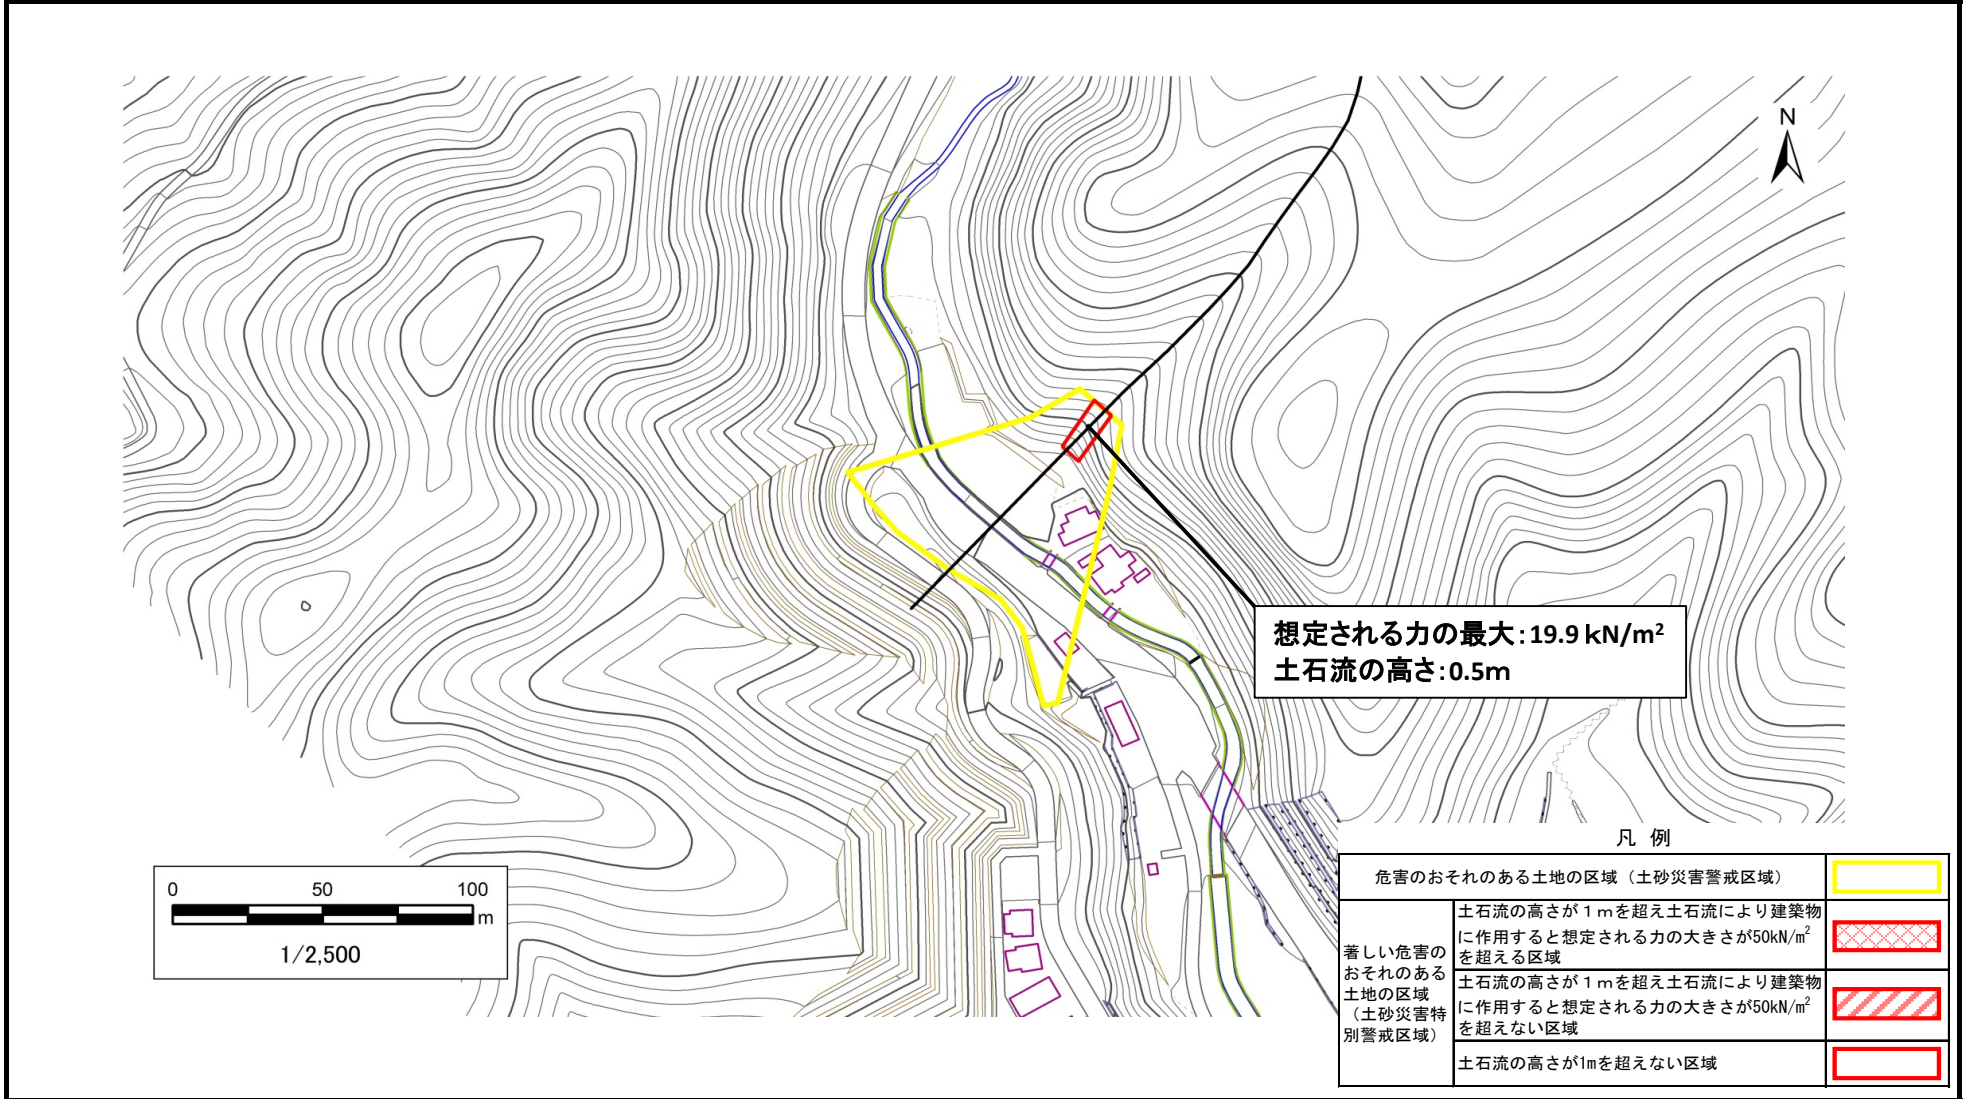 N
想定される力の最大:19.9kN/m²
土石流の高さ:0.5m
0 50 100
m
1/2,500
凡 例
危害のおそれのある土地の区域（土砂災害警戒区域）
著しい危害の
おそれのある
土地の区域
（土砂災害特
別警戒区域）
土石流の高さが１ｍを超え土石流により建築物
に作用すると想定される力の大きさが50kN/㎡
を超える区域
土石流の高さが１ｍを超え土石流により建築物
に作用すると想定される力の大きさが50kN/㎡
を超えない区域
土石流の高さが1mを超えない区域